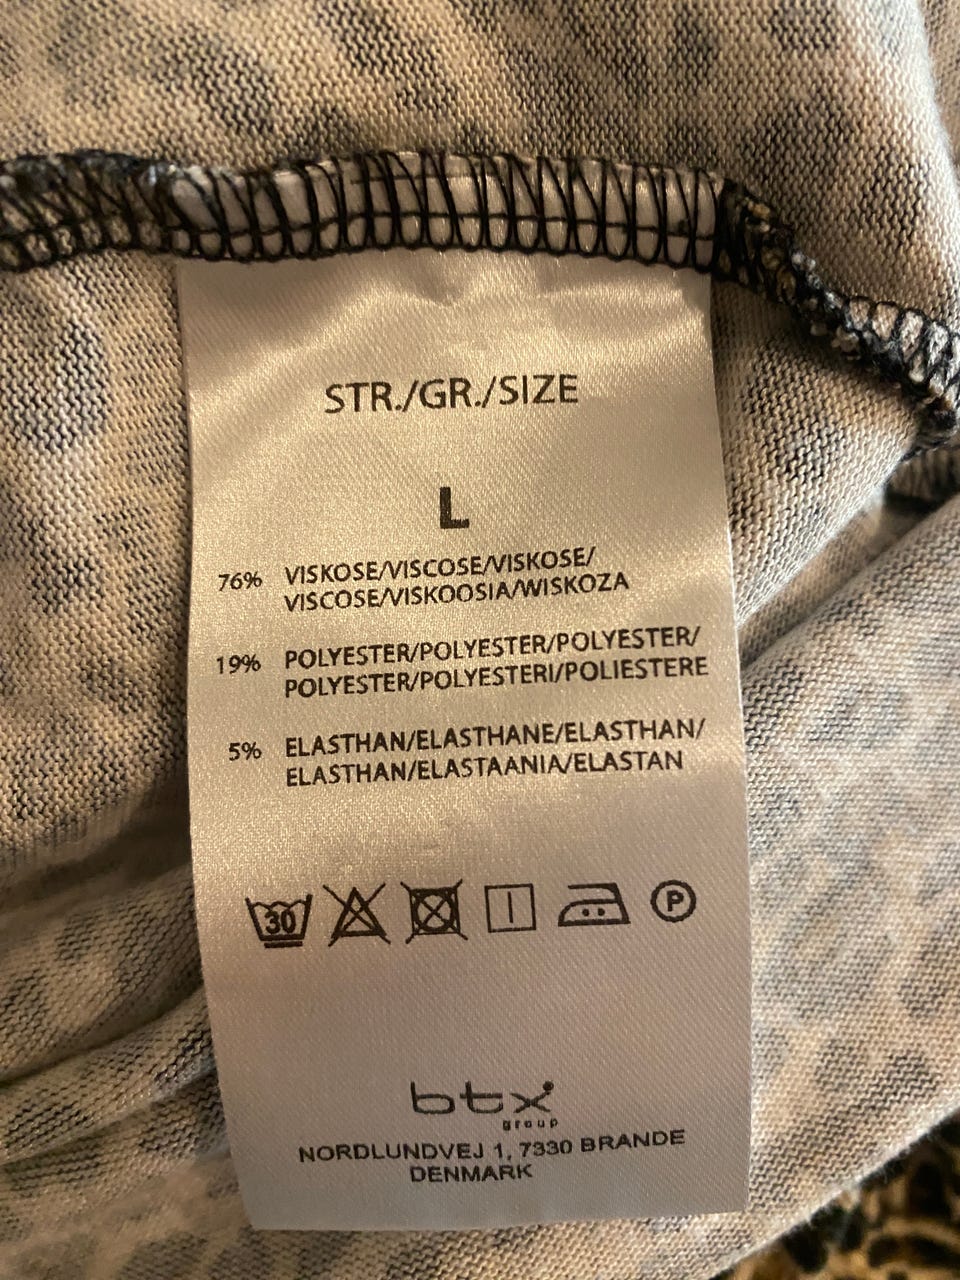 STR./GR./SIZE
L
76% VISKOSE/VISCOSE/VISKOSE/
VISCOSE/VISKOOSIA/WISKOZA
19% POLYESTER/POLYESTER/POLYESTER/
POLYESTER/POLYESTERI/POLIESTERE
5% ELASTHAN/ELASTHANE/ELASTHAN/
ELASTHAN/ELASTAANIA/ELASTAN
30 P
btx
group
NORDLUNDVEJ 1, 7330 BRANDE
DENMARK